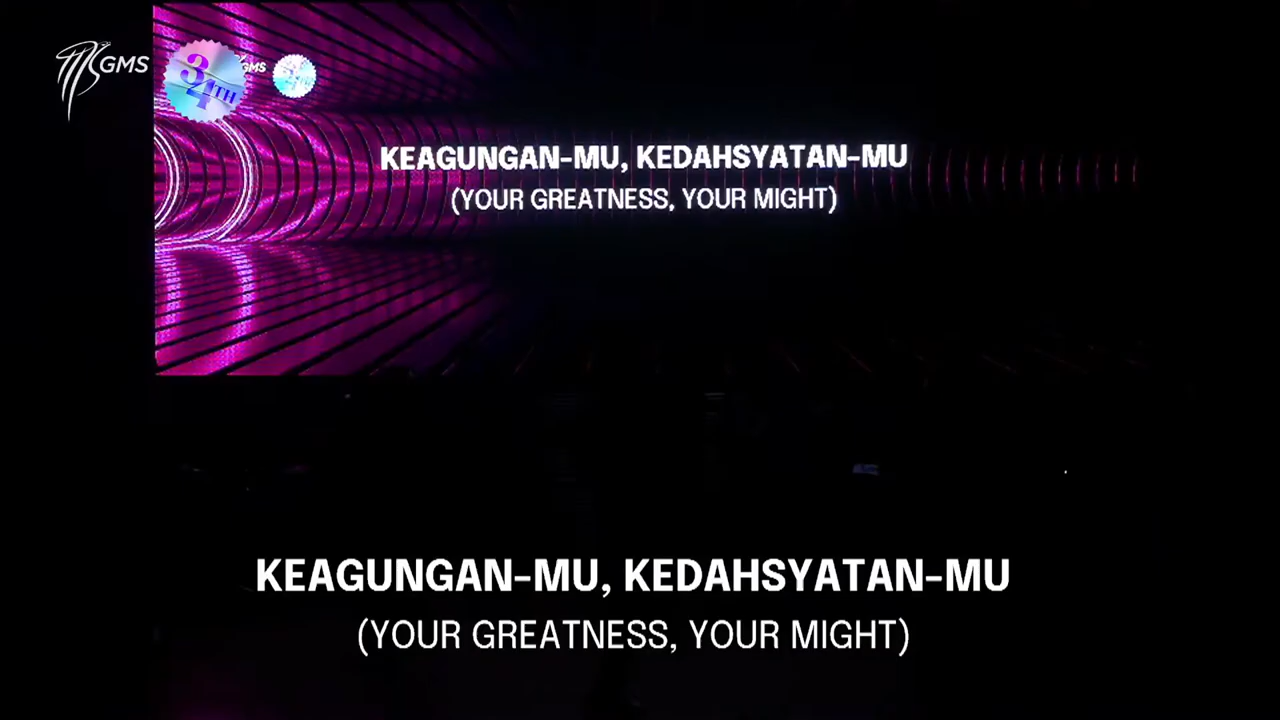 GMS
34TH
GMS
KEAGUNGAN-MU, KEDAHSYATAN-MU
(YOUR GREATNESS, YOUR MIGHT)
KEAGUNGAN-MU, KEDAHSYATAN-MU
(YOUR GREATNESS, YOUR MIGHT)